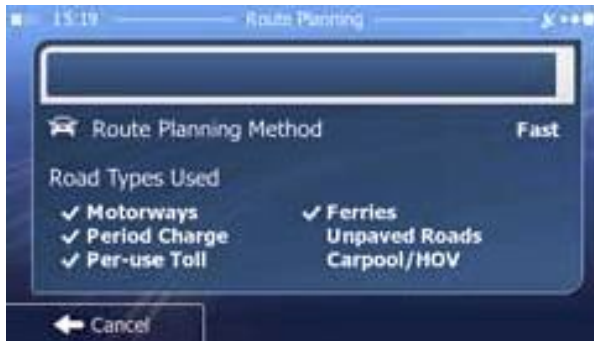 15:19 Route Planning
Route Planning Method Fast
Road Types Used
Motorways Ferries
Period Charge Unpaved Roads
Per-use Toll Carpool/HOV
Cancel